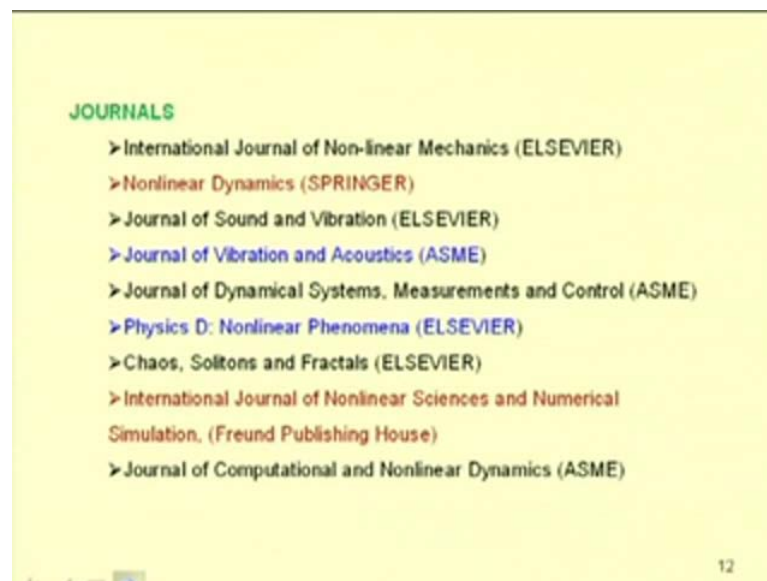 JOURNALS
➢International Journal of Non-linear Mechanics (ELSEVIER)
➢Nonlinear Dynamics (SPRINGER)
➢Journal of Sound and Vibration (ELSEVIER)
➢Journal of Vibration and Acoustics (ASME)
➢Journal of Dynamical Systems, Measurements and Control (ASME)
➢Physics D: Nonlinear Phenomena (ELSEVIER)
➢Chaos, Solitons and Fractals (ELSEVIER)
➢International Journal of Nonlinear Sciences and Numerical
Simulation, (Freund Publishing House)
➢Journal of Computational and Nonlinear Dynamics (ASME)
12